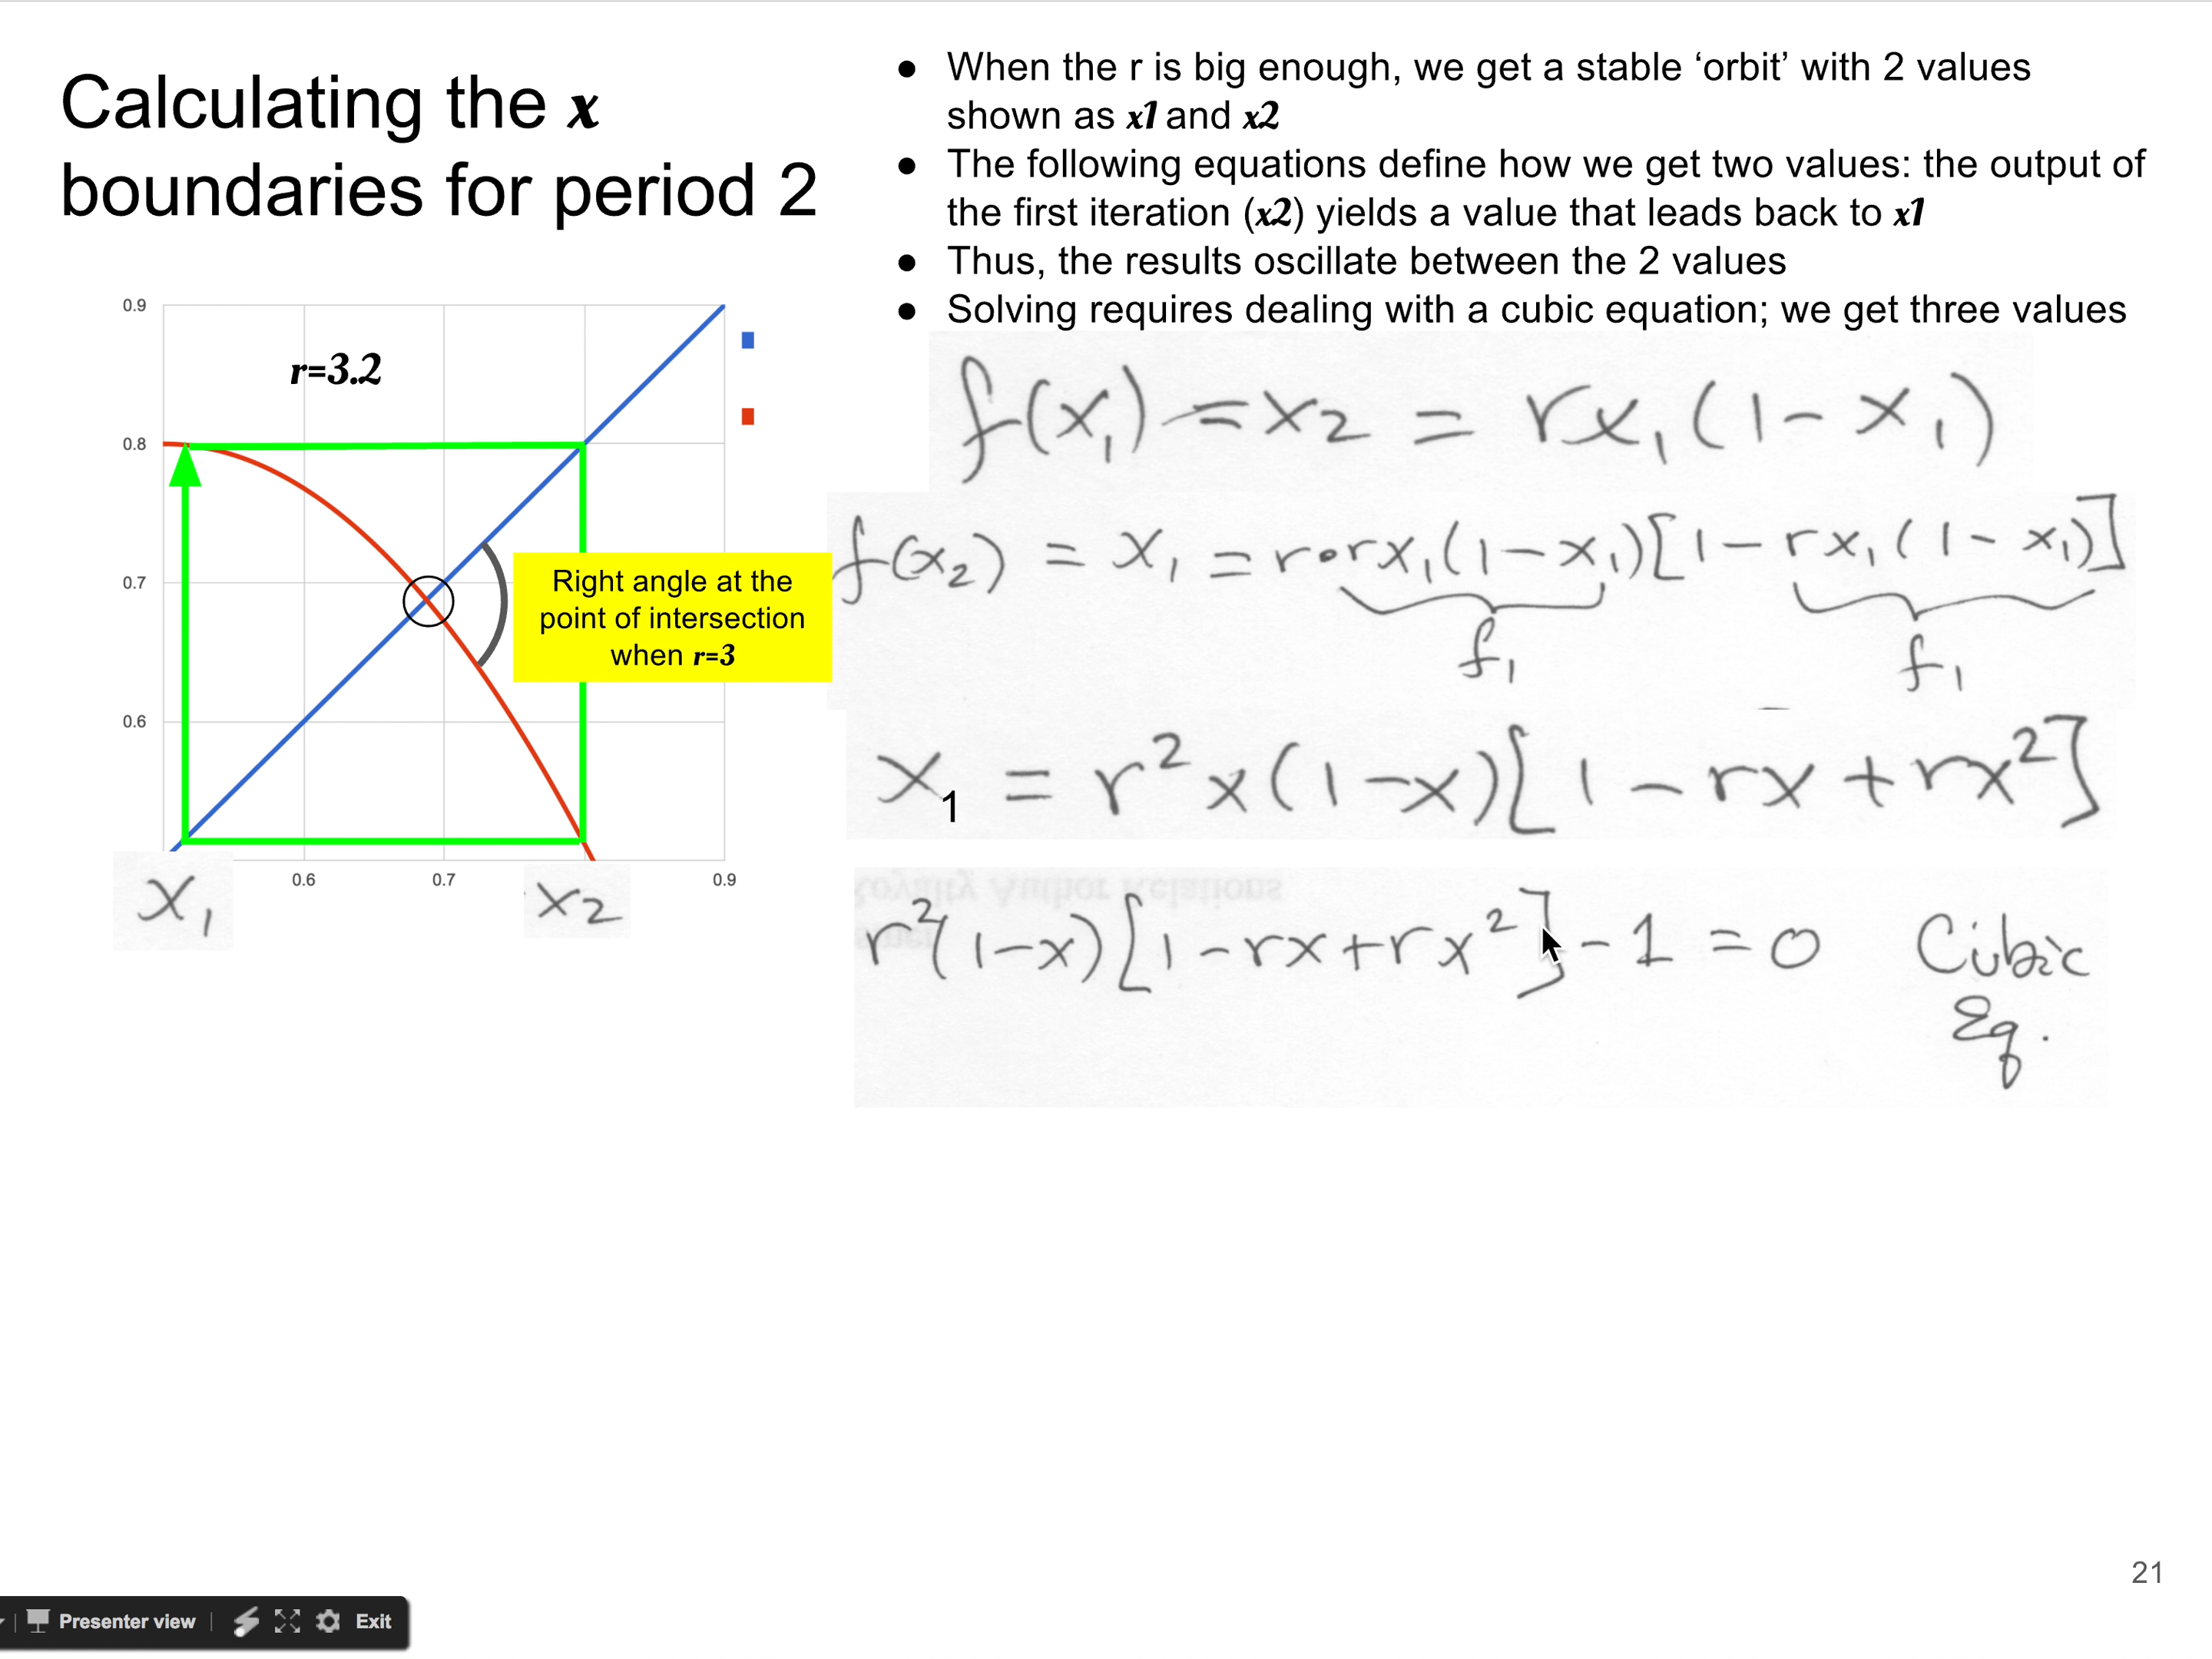 Calculating the x
boundaries for period 2
● When the r is big enough, we get a stable ‘orbit’ with 2 values
shown as x1 and x2
● The following equations define how we get two values: the output of
the first iteration (x2) yields a value that leads back to x1
● Thus, the results oscillate between the 2 values
● Solving requires dealing with a cubic equation; we get three values
0.9
r=3.2
0.8
0.7
0.6
Right angle at the
point of intersection
when r=3
0.6 0.7 0.9
x₁ x₂
f(x₁) = x₂ = rx₁(1-x₁)
f(x₂) = x₁ = r•rx₁(1-x₁)[1-rx₁(1-x₁)]
f₁ f₁
x₁ = r²x(1-x)[1-rx+rx²]
Royalty Author Relations
r²(1-x)[1-rx+rx²]-1=0 Cubic
Eq.
21
Presenter view Exit